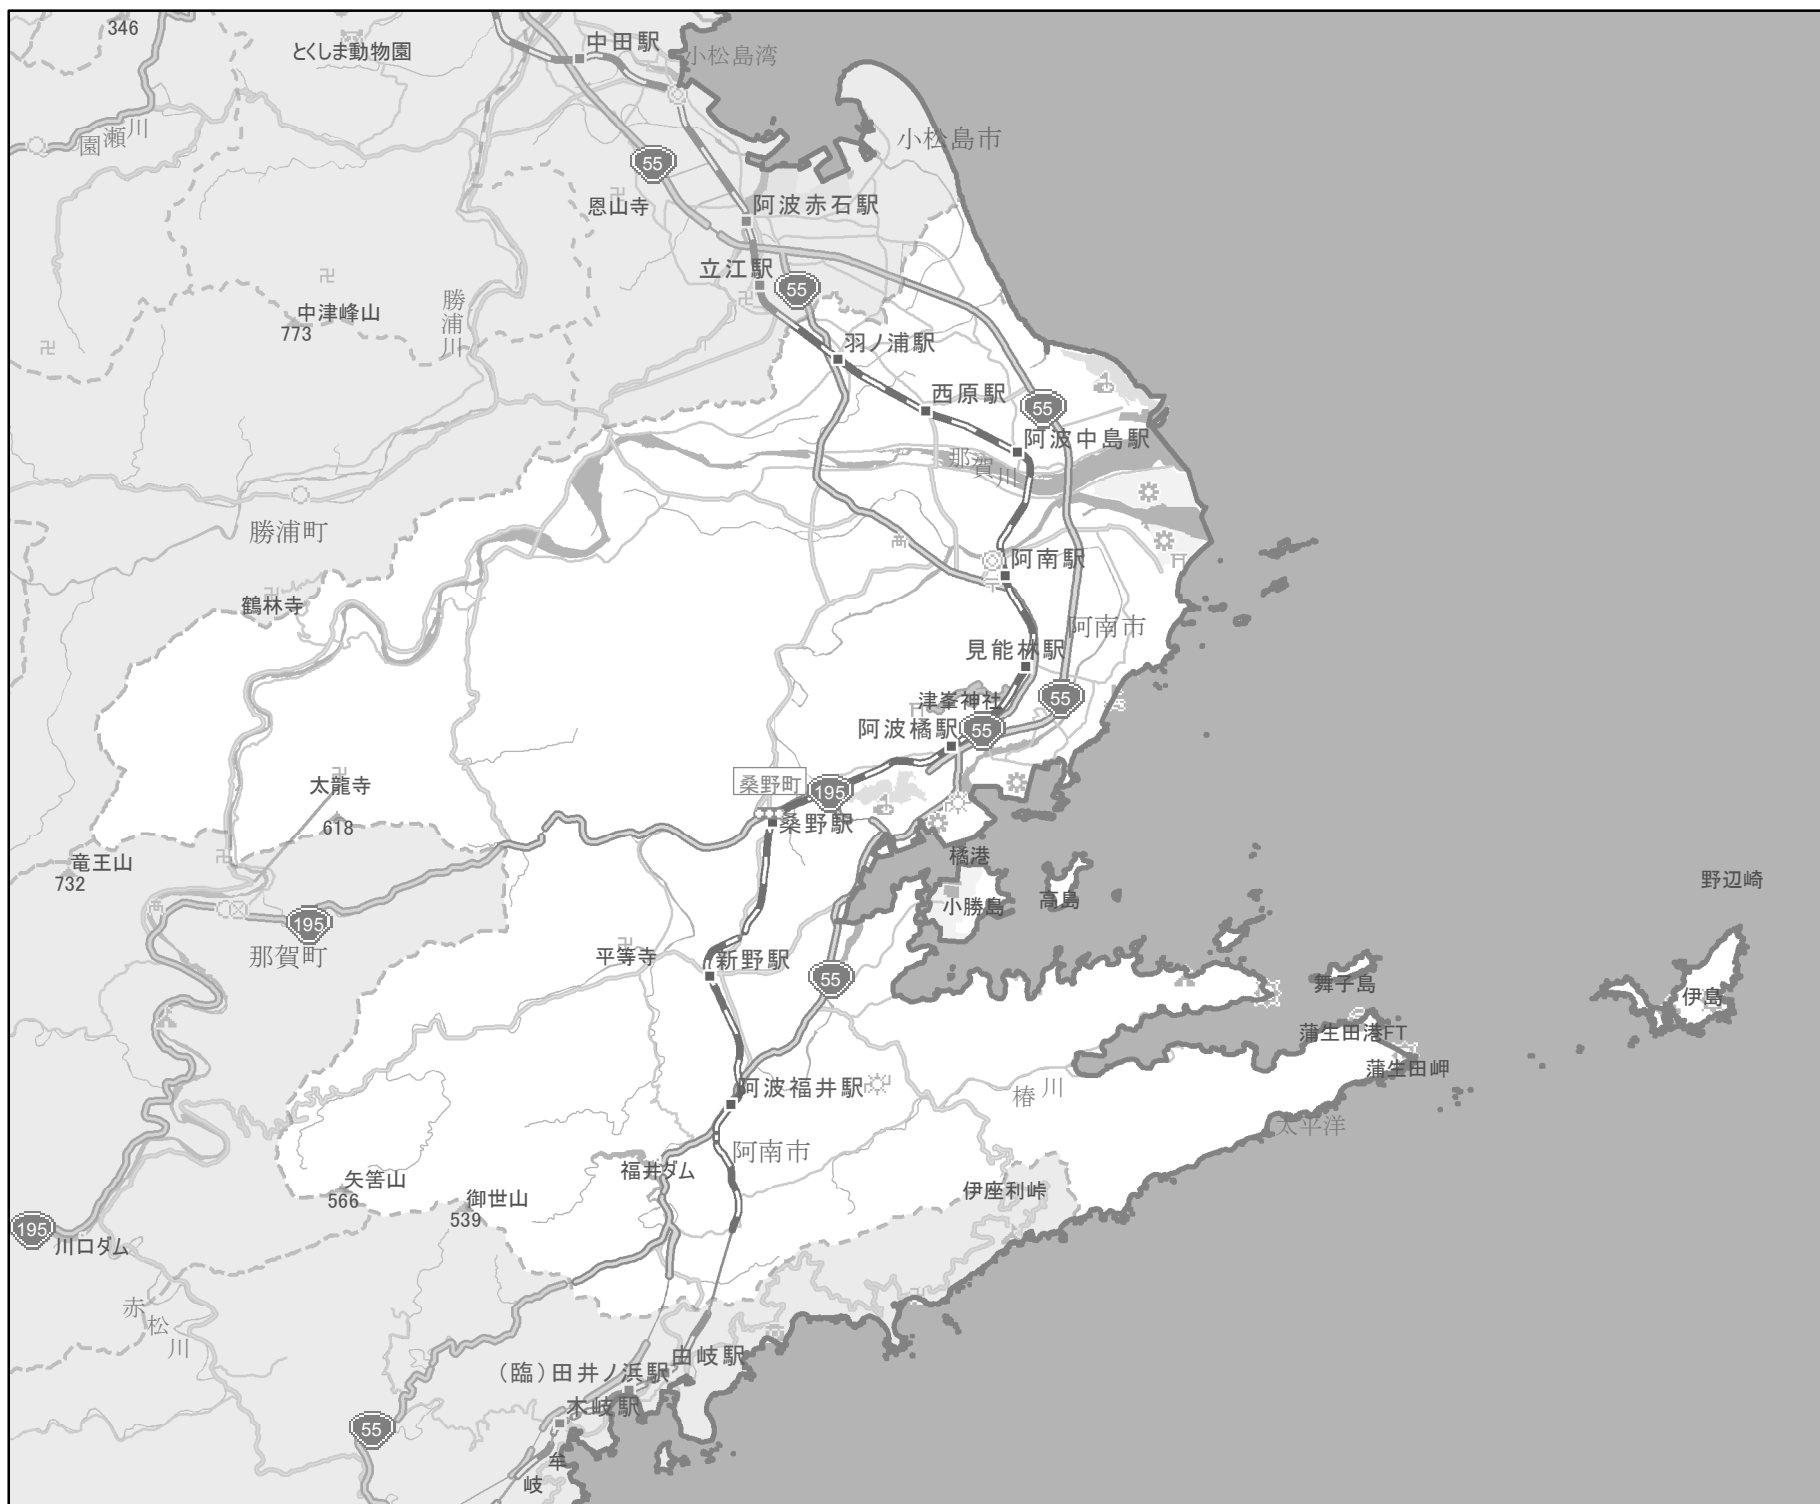 346
とくしま動物園
中田駅
小松島湾
園瀬川
小松島市
55
恩山寺
阿波赤石駅
立江駅
55
中津峰山
773
勝浦川
羽ノ浦駅
西原駅
55
阿波中島駅
那賀川
勝浦町
阿南駅
鶴林寺
阿南市
見能林駅
津峯神社
55
阿波橘駅
55
桑野町
195
太龍寺
618
桑野駅
竜王山
732
橘港
野辺崎
小勝島
高島
195
那賀町
平等寺
新野駅
55
舞子島
伊島
蒲生田港FT
蒲生田岬
阿波福井駅
椿川
太平洋
阿南市
福井ダム
矢筈山
566
御世山
539
伊座利峠
195
川口ダム
赤松川
由岐駅
(臨)田井ノ浜駅
木岐駅
55
牟
岐